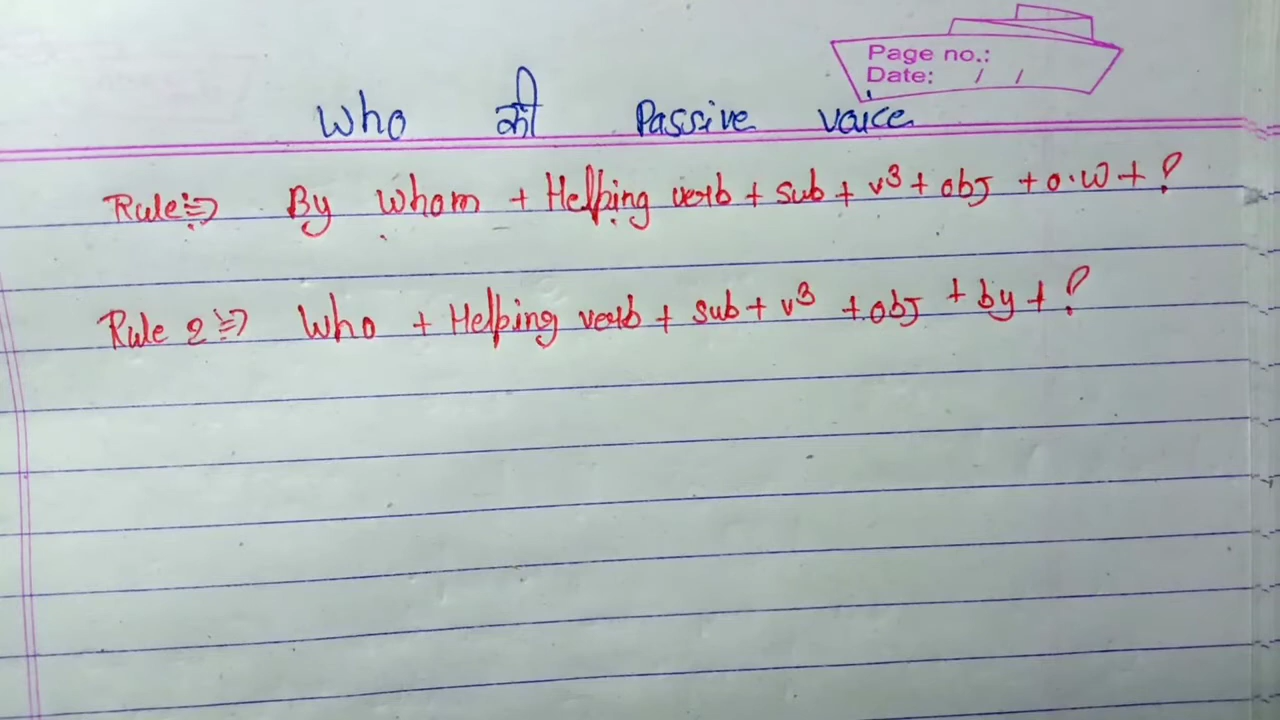 Page no.:
Date: / /
Who की Passive voice
Rule:⇒ By whom + Helping verb + sub + v³ + obj + o.w + ?
Rule 2⇒ Who + Helping verb + sub + v³ + obj + by + ?